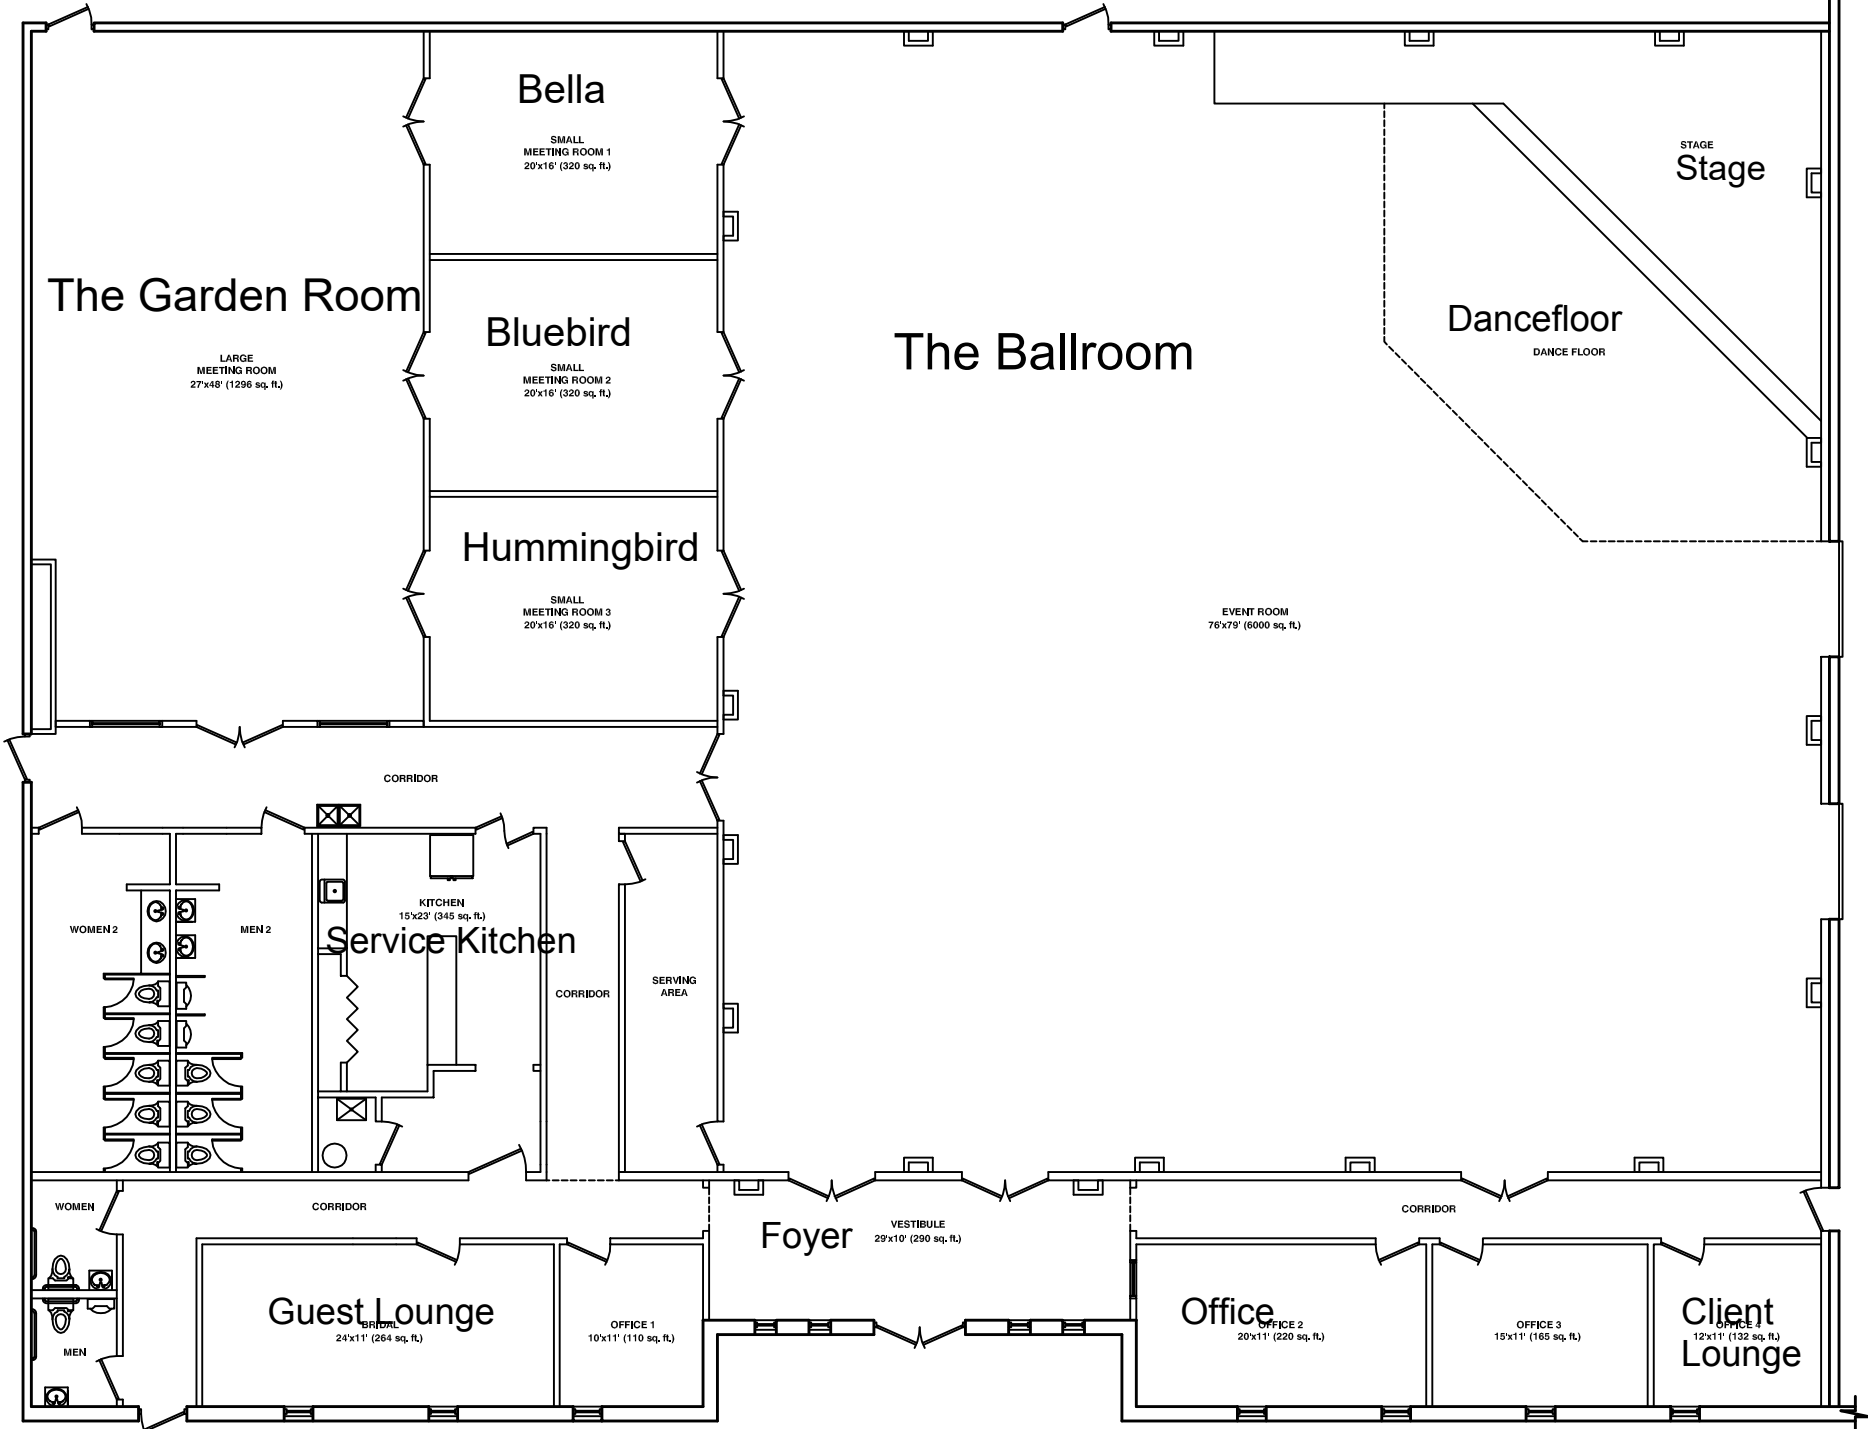 Bella
SMALL
MEETING ROOM 1
20'x16' (320 sq. ft.)
STAGE
Stage
The Garden Room
LARGE
MEETING ROOM
27'x48' (1296 sq. ft.)
Bluebird
SMALL
MEETING ROOM 2
20'x16' (320 sq. ft.)
The Ballroom
Dancefloor
DANCE FLOOR
Hummingbird
SMALL
MEETING ROOM 3
20'x16' (320 sq. ft.)
EVENT ROOM
76'x79' (6000 sq. ft.)
CORRIDOR
WOMEN 2
MEN 2
KITCHEN
15'x23' (345 sq. ft.)
Service Kitchen
CORRIDOR
SERVING
AREA
WOMEN
CORRIDOR
Foyer
VESTIBULE
29'x10' (290 sq. ft.)
CORRIDOR
MEN
Guest Lounge
BRIDAL
24'x11' (264 sq. ft.)
OFFICE 1
10'x11' (110 sq. ft.)
Office
OFFICE 2
20'x11' (220 sq. ft.)
OFFICE 3
15'x11' (165 sq. ft.)
Client
OFFICE 4
12'x11' (132 sq. ft.)
Lounge